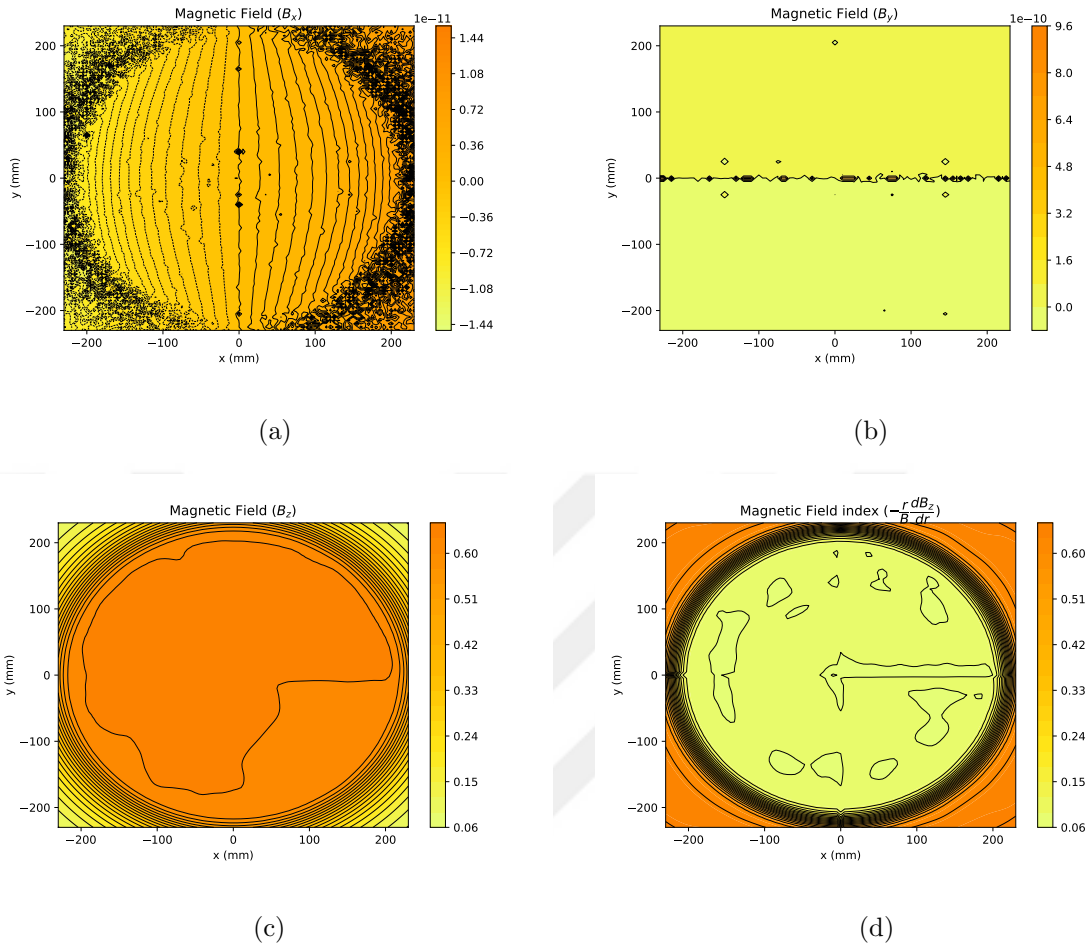 Magnetic Field (Bx)
1e−11
200
100
0
−100
−200
y (mm)
−200 −100 0 100 200
x (mm)
1.44
1.08
0.72
0.36
0.00
−0.36
−0.72
−1.08
−1.44
(a)
Magnetic Field (By)
1e−10
200
100
0
−100
−200
y (mm)
−200 −100 0 100 200
x (mm)
9.6
8.0
6.4
4.8
3.2
1.6
0.0
(b)
Magnetic Field (Bz)
200
100
0
−100
−200
y (mm)
−200 −100 0 100 200
x (mm)
0.60
0.51
0.42
0.33
0.24
0.15
0.06
(c)
Magnetic Field index (−r/B dBz/dr)
200
100
0
−100
−200
y (mm)
−200 −100 0 100 200
x (mm)
0.60
0.51
0.42
0.33
0.24
0.15
0.06
(d)